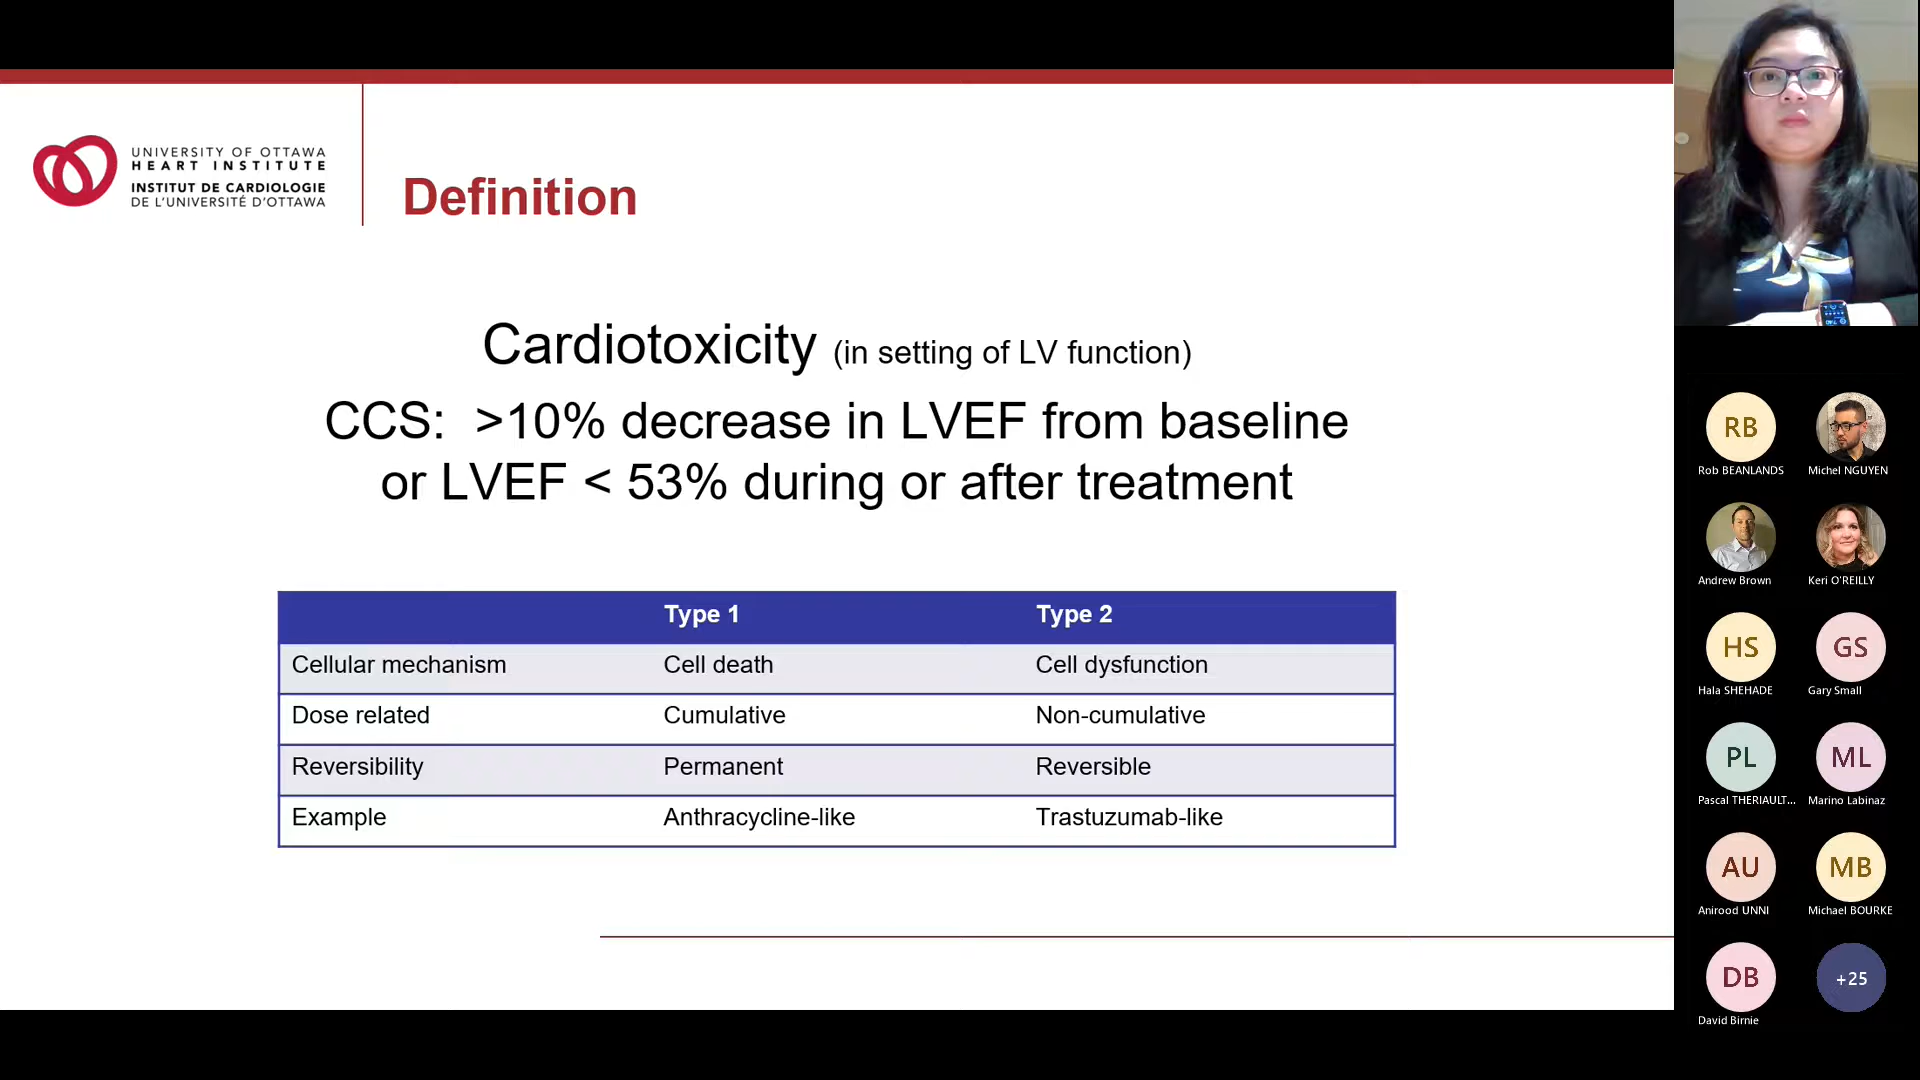 UNIVERSITY OF OTTAWA
HEART INSTITUTE
INSTITUT DE CARDIOLOGIE
DE L'UNIVERSITÉ D'OTTAWA
Definition
Cardiotoxicity (in setting of LV function)
CCS: >10% decrease in LVEF from baseline
or LVEF < 53% during or after treatment
Type 1 Type 2
Cellular mechanism Cell death Cell dysfunction
Dose related Cumulative Non-cumulative
Reversibility Permanent Reversible
Example Anthracycline-like Trastuzumab-like
RB
Rob BEANLANDS Michel NGUYEN
Andrew Brown Keri O'REILLY
HS GS
Hala SHEHADE Gary Small
PL ML
Pascal THERIAULT... Marino Labinaz
AU MB
Anirood UNNI Michael BOURKE
DB +25
David Birnie